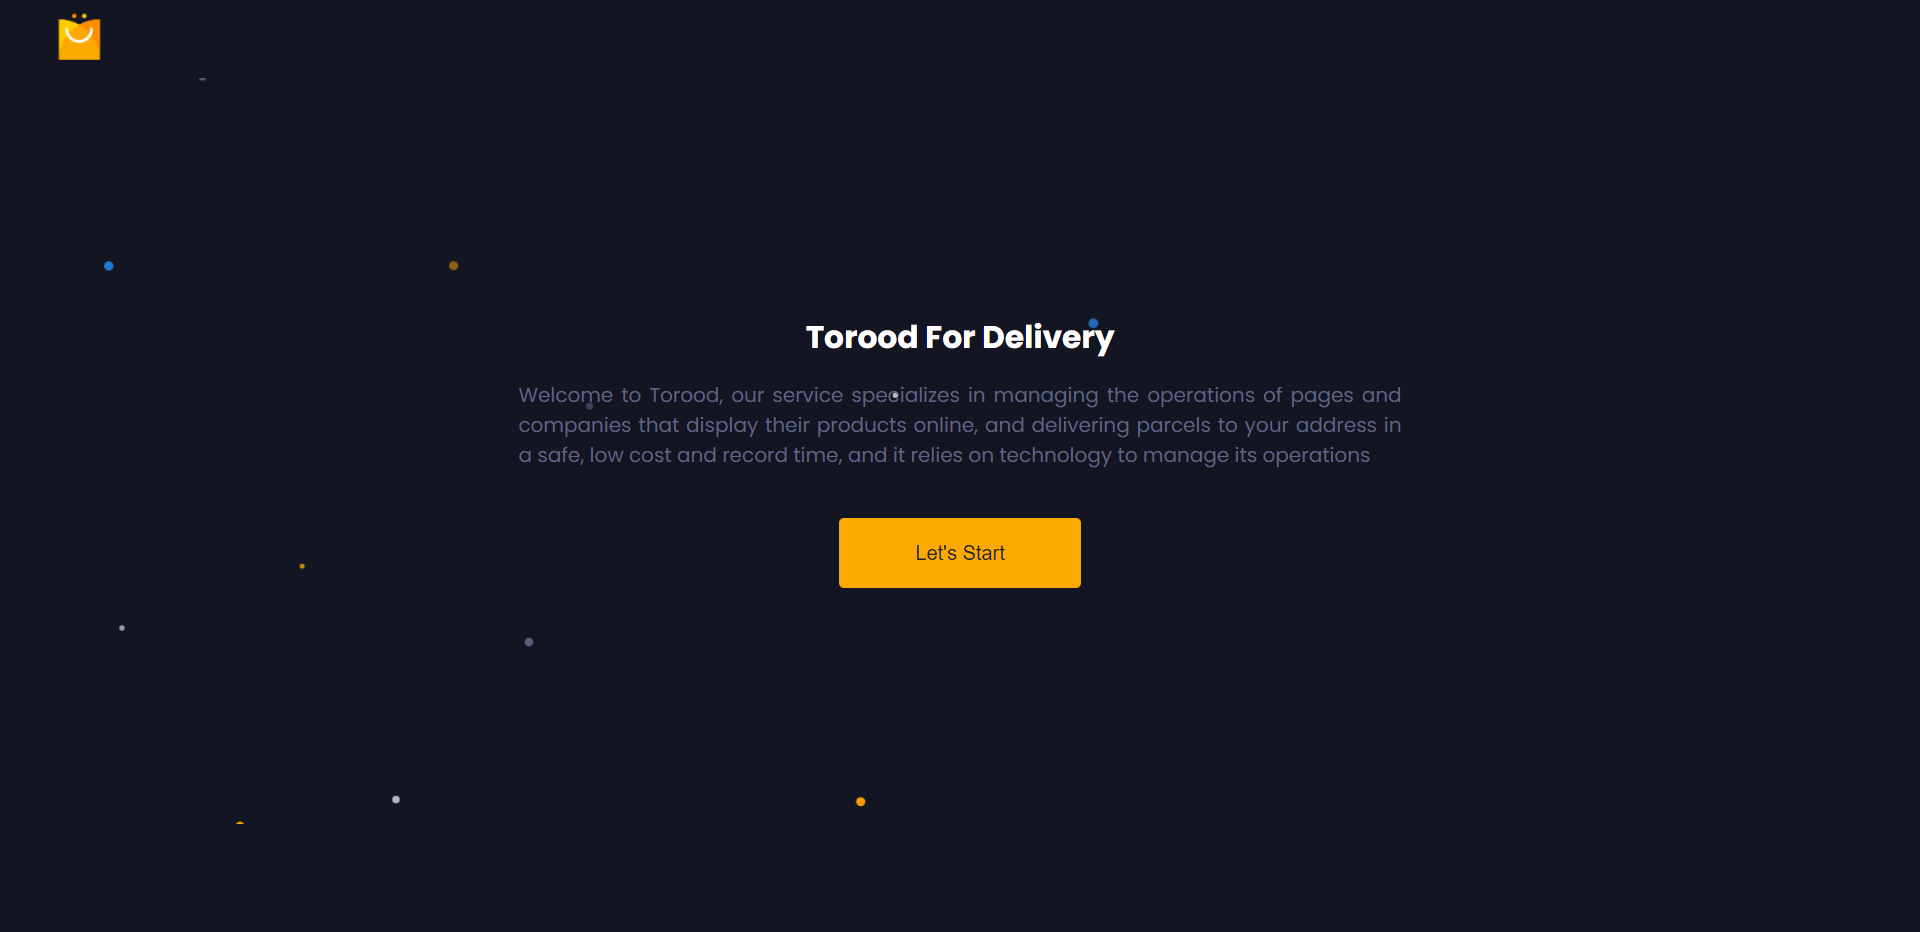 Torood For Delivery
Welcome to Torood, our service specializes in managing the operations of pages and
companies that display their products online, and delivering parcels to your address in
a safe, low cost and record time, and it relies on technology to manage its operations
Let's Start